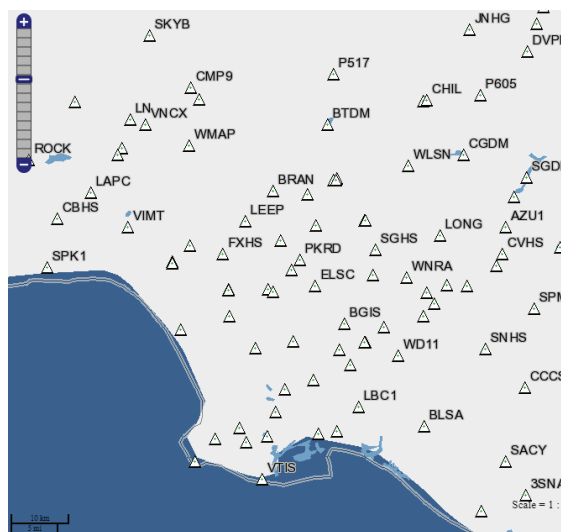 SKYB
JNHG
DVPB
P517
CMP9
CHIL
P605
LN
VNCX
BTDM
ROCK
WMAP
WLSN
CGDM
SGD
LAPC
BRAN
CBHS
VIMT
LEEP
LONG
AZU1
FXHS
PKRD
SGHS
CVHS
SPK1
ELSC
WNRA
SPM
BGIS
SNHS
WD11
CCCS
LBC1
BLSA
VTIS
SACY
3SNA
Scale = 1 :
10 km
5 mi